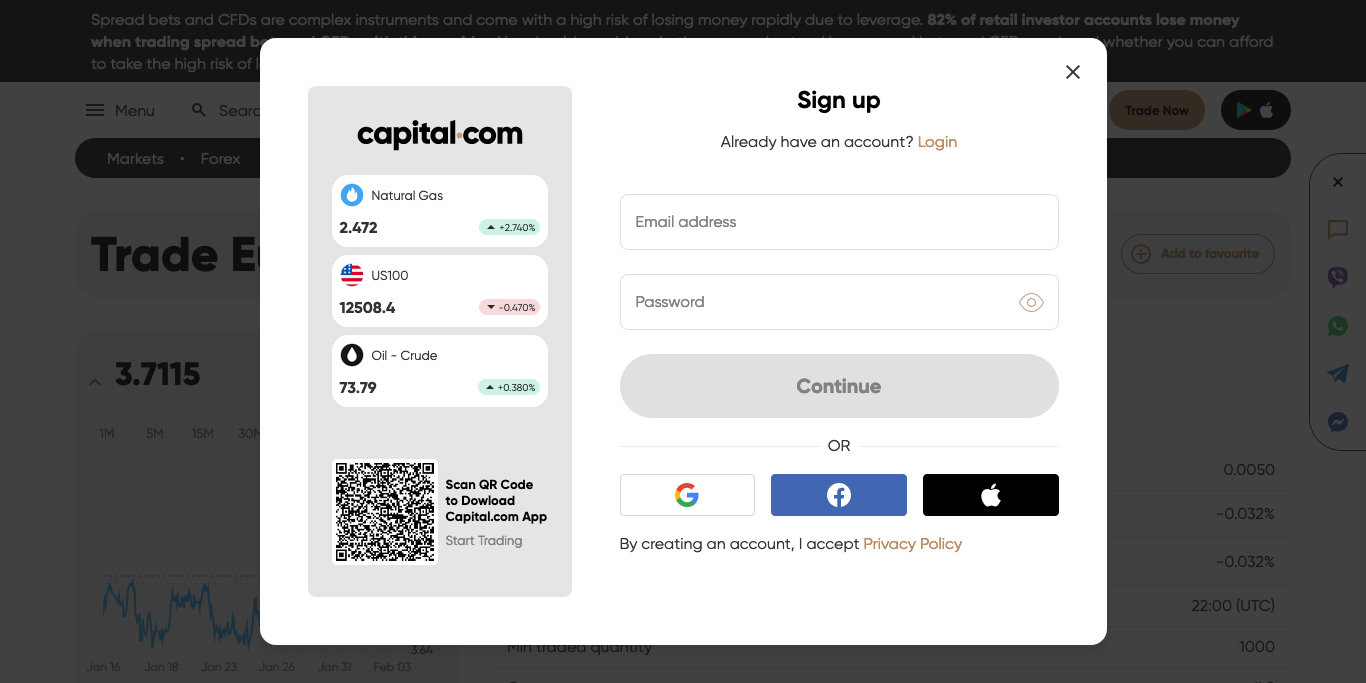 Spread bets and CFDs are complex instruments and come with a high risk of losing money rapidly due to leverage. 82% of retail investor accounts lose money
when trading spread
whether you can afford
to take the high risk of
Menu
Trade Now
Markets
Forex
Trade
Add to favourite
3.7115
1M
5M
15M
30M
0.0050
-0.032%
-0.032%
22:00 (UTC)
Min traded quantity
1000
3.64
Jan 16
Jan 18
Jan 23
Jan 26
Jan 31
Feb 03
capital.com
Natural Gas
2.472
+2.740%
US100
12508.4
-0.470%
Oil - Crude
73.79
+0.380%
Scan QR Code
to Dowload
Capital.com App
Start Trading
Sign up
Already have an account? Login
Email address
Password
Continue
OR
By creating an account, I accept Privacy Policy